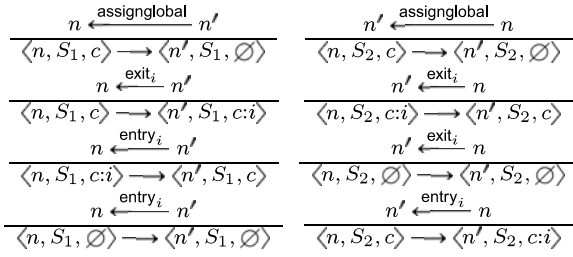 n ←assignglobal— n′
⟨n, S₁, c⟩ ⟶ ⟨n′, S₁, ∅⟩
n′ ←assignglobal— n
⟨n, S₂, c⟩ ⟶ ⟨n′, S₂, ∅⟩
n ←exitᵢ— n′
⟨n, S₁, c⟩ ⟶ ⟨n′, S₁, c:i⟩
n′ ←exitᵢ— n
⟨n, S₂, c:i⟩ ⟶ ⟨n′, S₂, c⟩
n ←entryᵢ— n′
⟨n, S₁, c:i⟩ ⟶ ⟨n′, S₁, c⟩
n′ ←exitᵢ— n
⟨n, S₂, ∅⟩ ⟶ ⟨n′, S₂, ∅⟩
n ←entryᵢ— n′
⟨n, S₁, ∅⟩ ⟶ ⟨n′, S₁, ∅⟩
n′ ←entryᵢ— n
⟨n, S₂, c⟩ ⟶ ⟨n′, S₂, c:i⟩